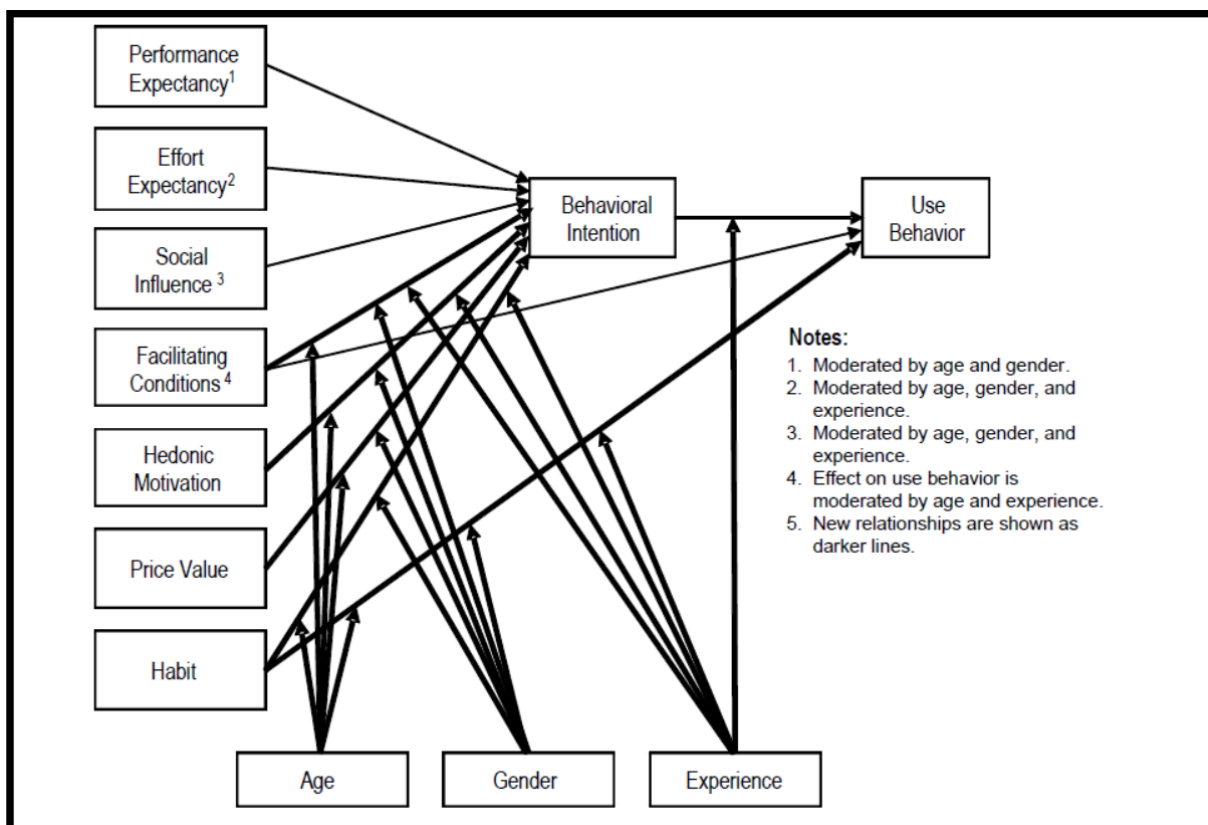 Performance
Expectancy1
Effort
Expectancy2
Social
Influence 3
Facilitating
Conditions 4
Hedonic
Motivation
Price Value
Habit
Behavioral
Intention
Use
Behavior
Notes:
1. Moderated by age and gender.
2. Moderated by age, gender, and
experience.
3. Moderated by age, gender, and
experience.
4. Effect on use behavior is
moderated by age and experience.
5. New relationships are shown as
darker lines.
Age
Gender
Experience